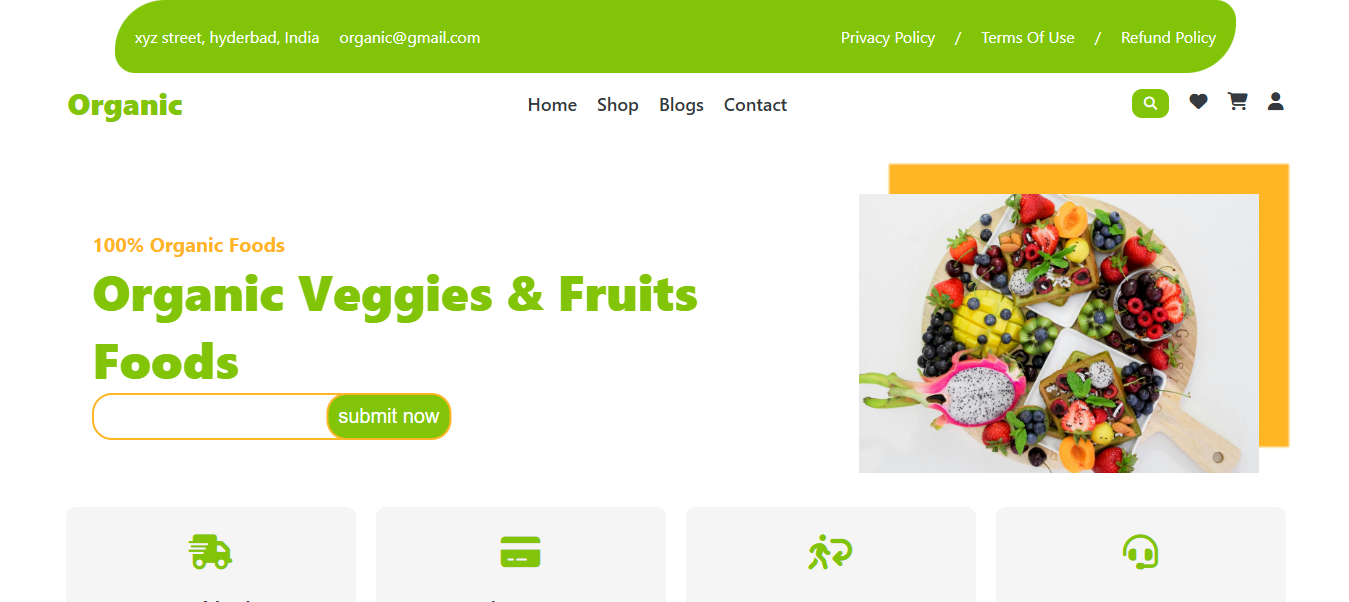 xyz street, hyderbad, India organic@gmail.com Privacy Policy / Terms Of Use / Refund Policy
Organic Home Shop Blogs Contact
100% Organic Foods
Organic Veggies & Fruits
Foods
submit now